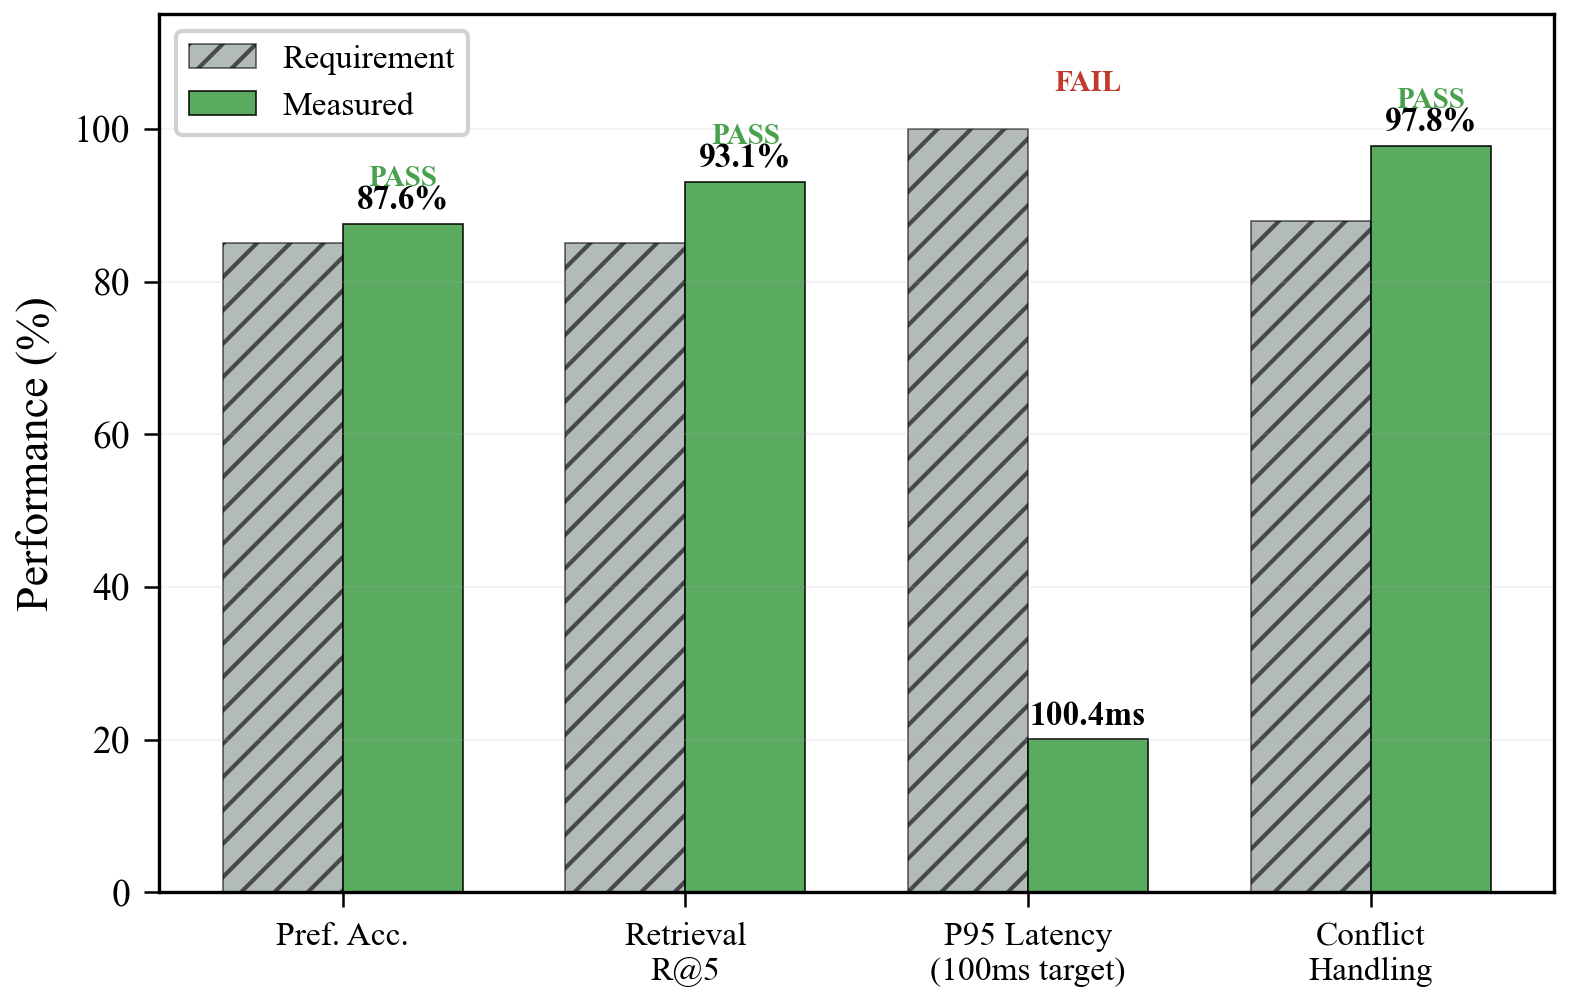 Requirement
Measured
FAIL
PASS
97.8%
PASS
93.1%
PASS
87.6%
100.4ms
Performance (%)
100
80
60
40
20
0
Pref. Acc.
Retrieval
R@5
P95 Latency
(100ms target)
Conflict
Handling